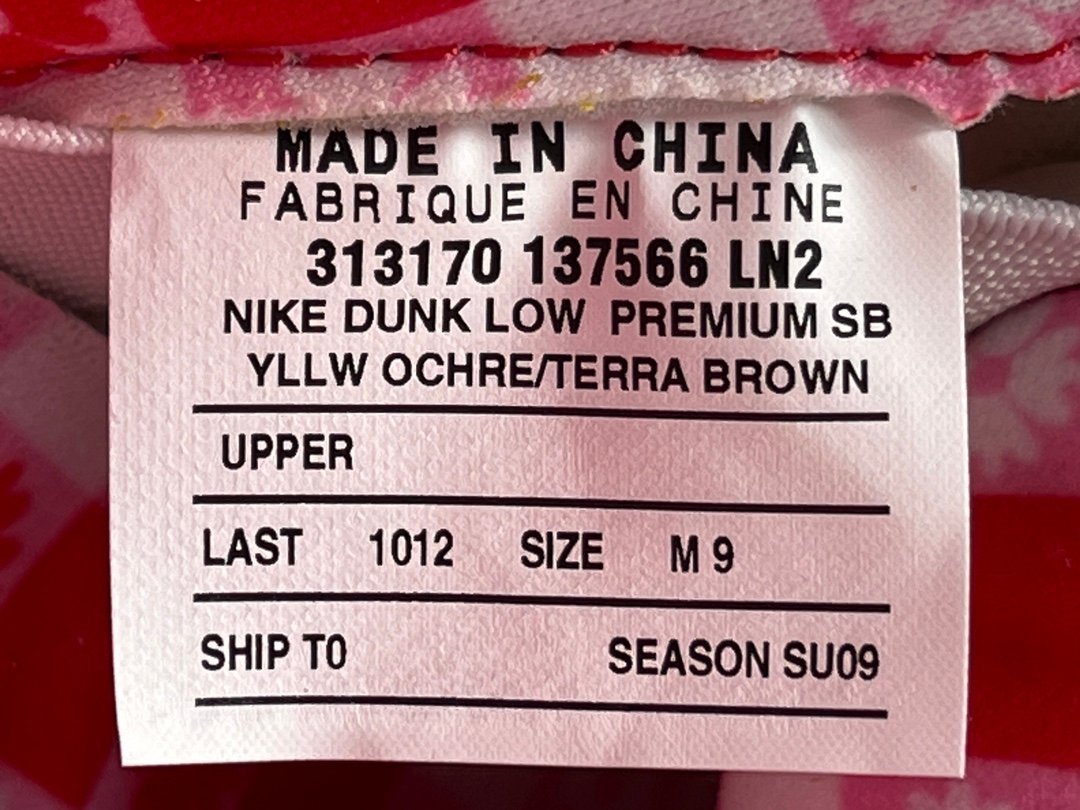 MADE IN CHINA
FABRIQUE EN CHINE
313170 137566 LN2
NIKE DUNK LOW PREMIUM SB
YLLW OCHRE/TERRA BROWN
UPPER
LAST 1012 SIZE M 9
SHIP TO SEASON SU09